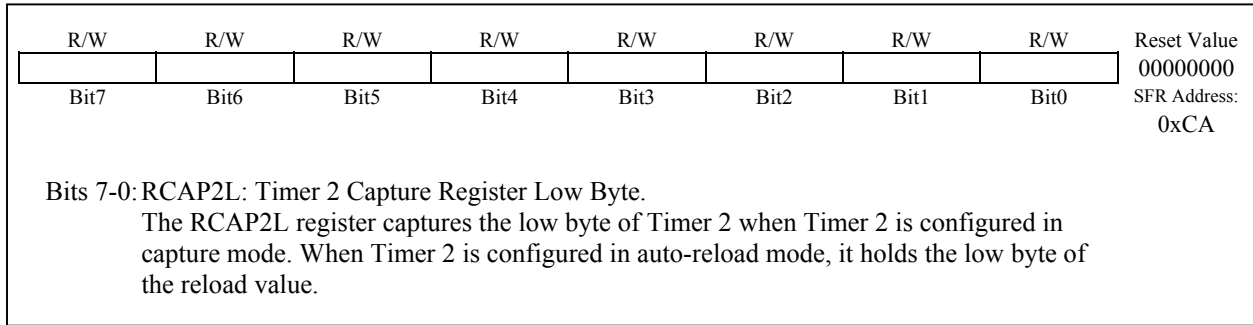 R/W R/W R/W R/W R/W R/W R/W R/W Reset Value
00000000
Bit7 Bit6 Bit5 Bit4 Bit3 Bit2 Bit1 Bit0 SFR Address:
0xCA
Bits 7-0: RCAP2L: Timer 2 Capture Register Low Byte.
The RCAP2L register captures the low byte of Timer 2 when Timer 2 is configured in
capture mode. When Timer 2 is configured in auto-reload mode, it holds the low byte of
the reload value.